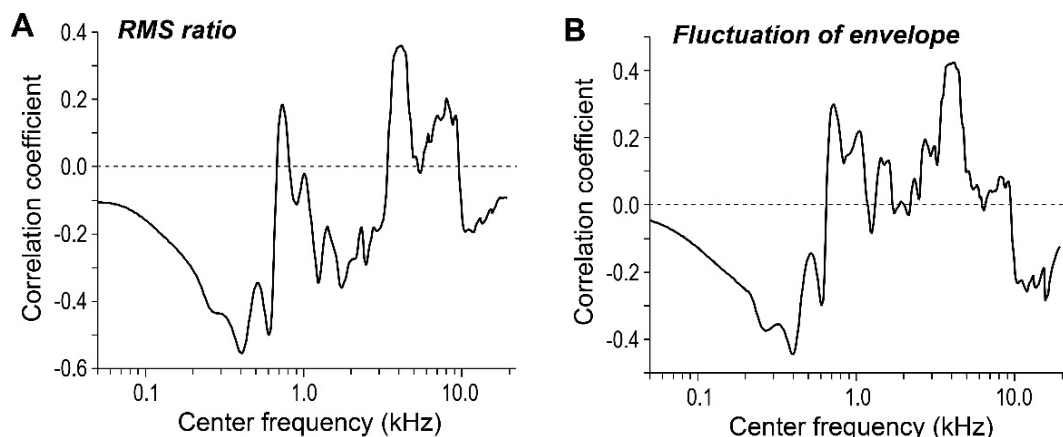 A RMS ratio
0.4
0.2
0.0
-0.2
-0.4
-0.6
Correlation coefficient
0.1 1.0 10.0
Center frequency (kHz)
B Fluctuation of envelope
0.4
0.2
0.0
-0.2
-0.4
Correlation coefficient
0.1 1.0 10.0
Center frequency (kHz)